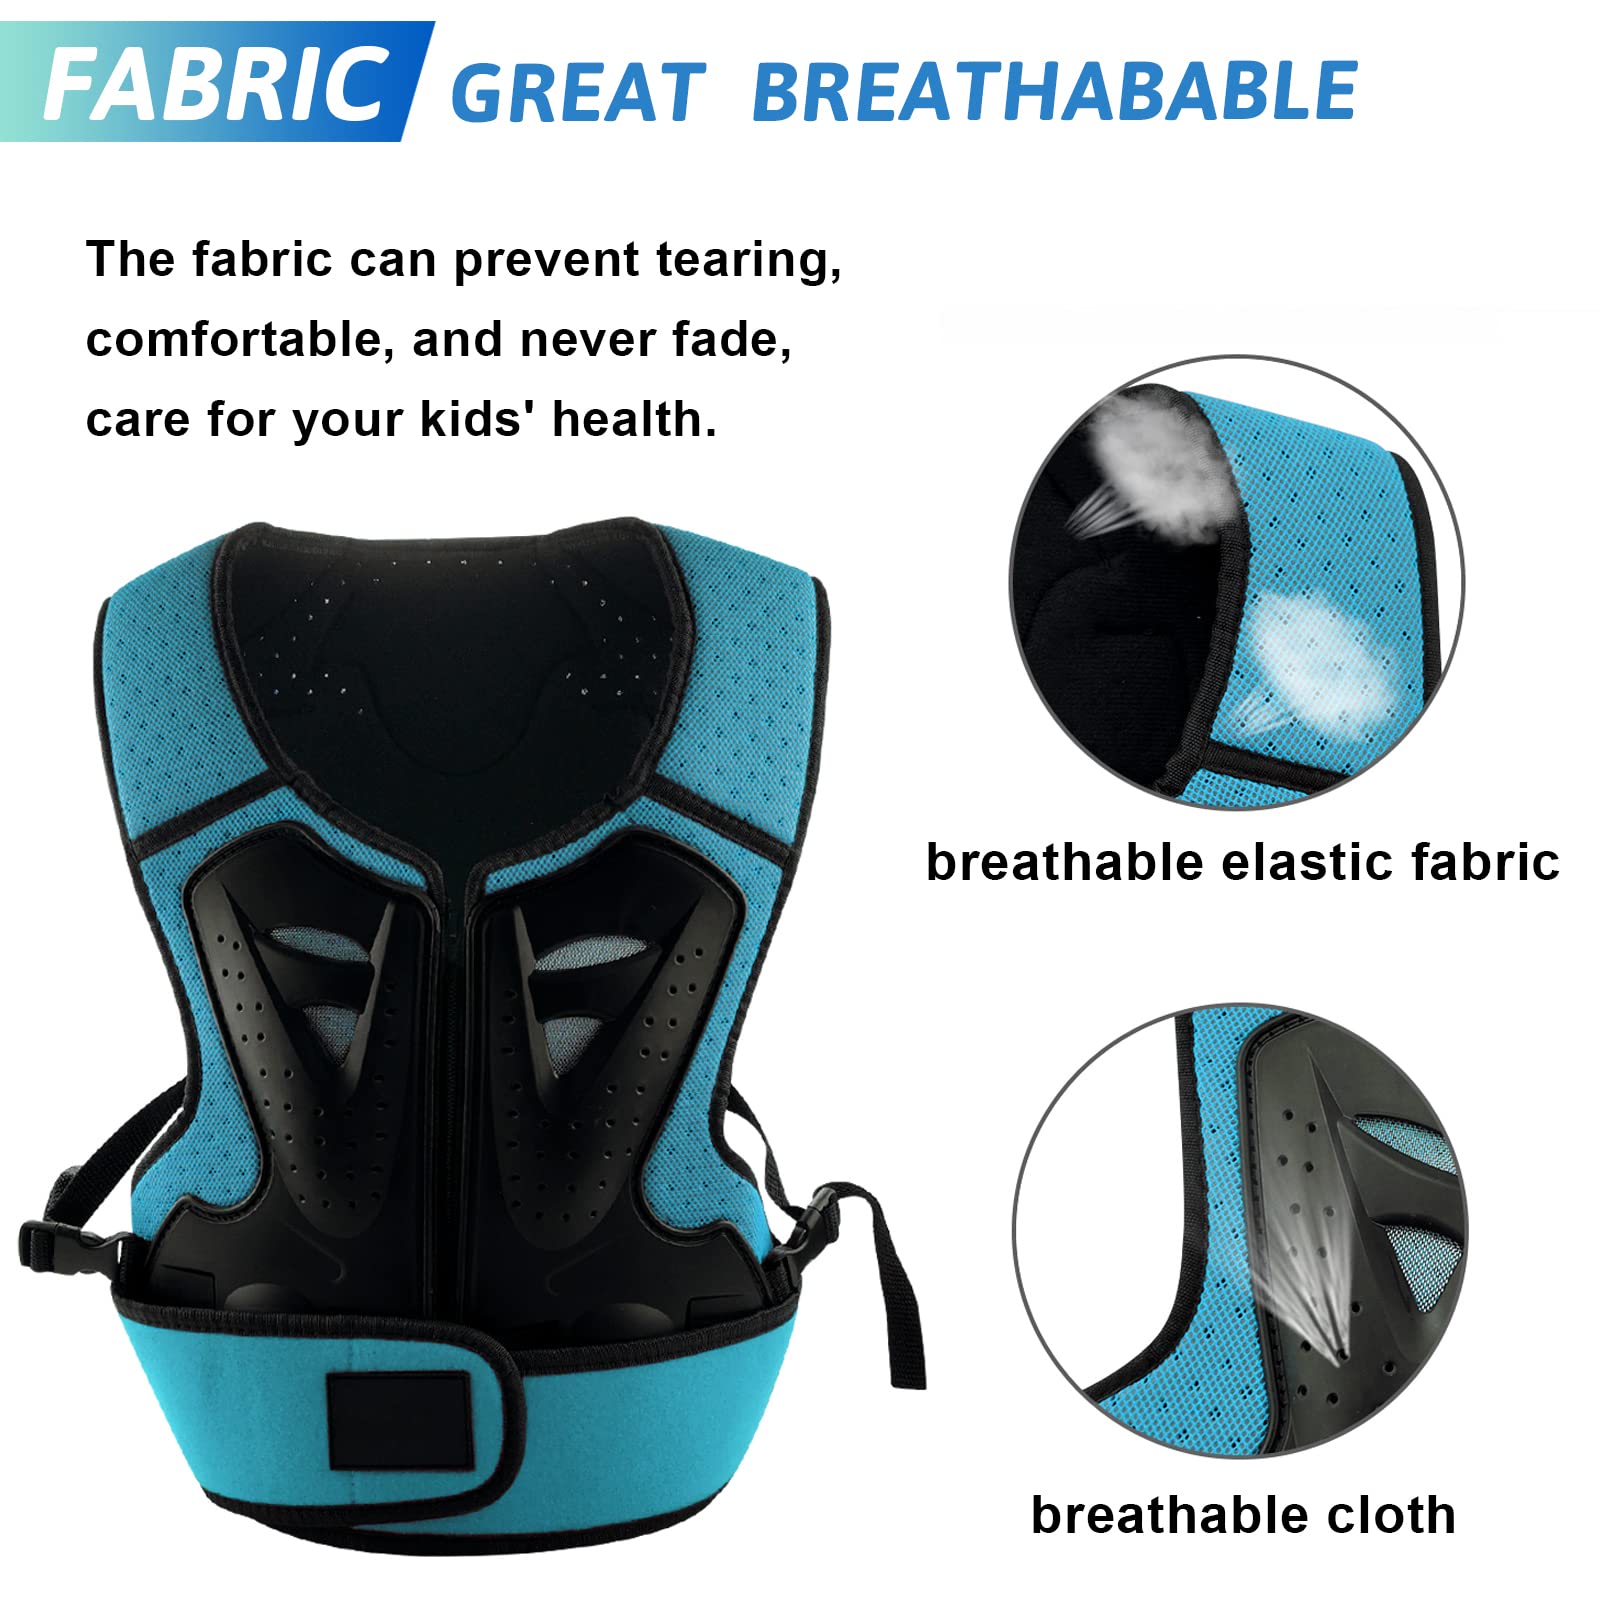 FABRIC GREAT BREATHABABLE
The fabric can prevent tearing,
comfortable, and never fade,
care for your kids' health.
breathable elastic fabric
breathable cloth